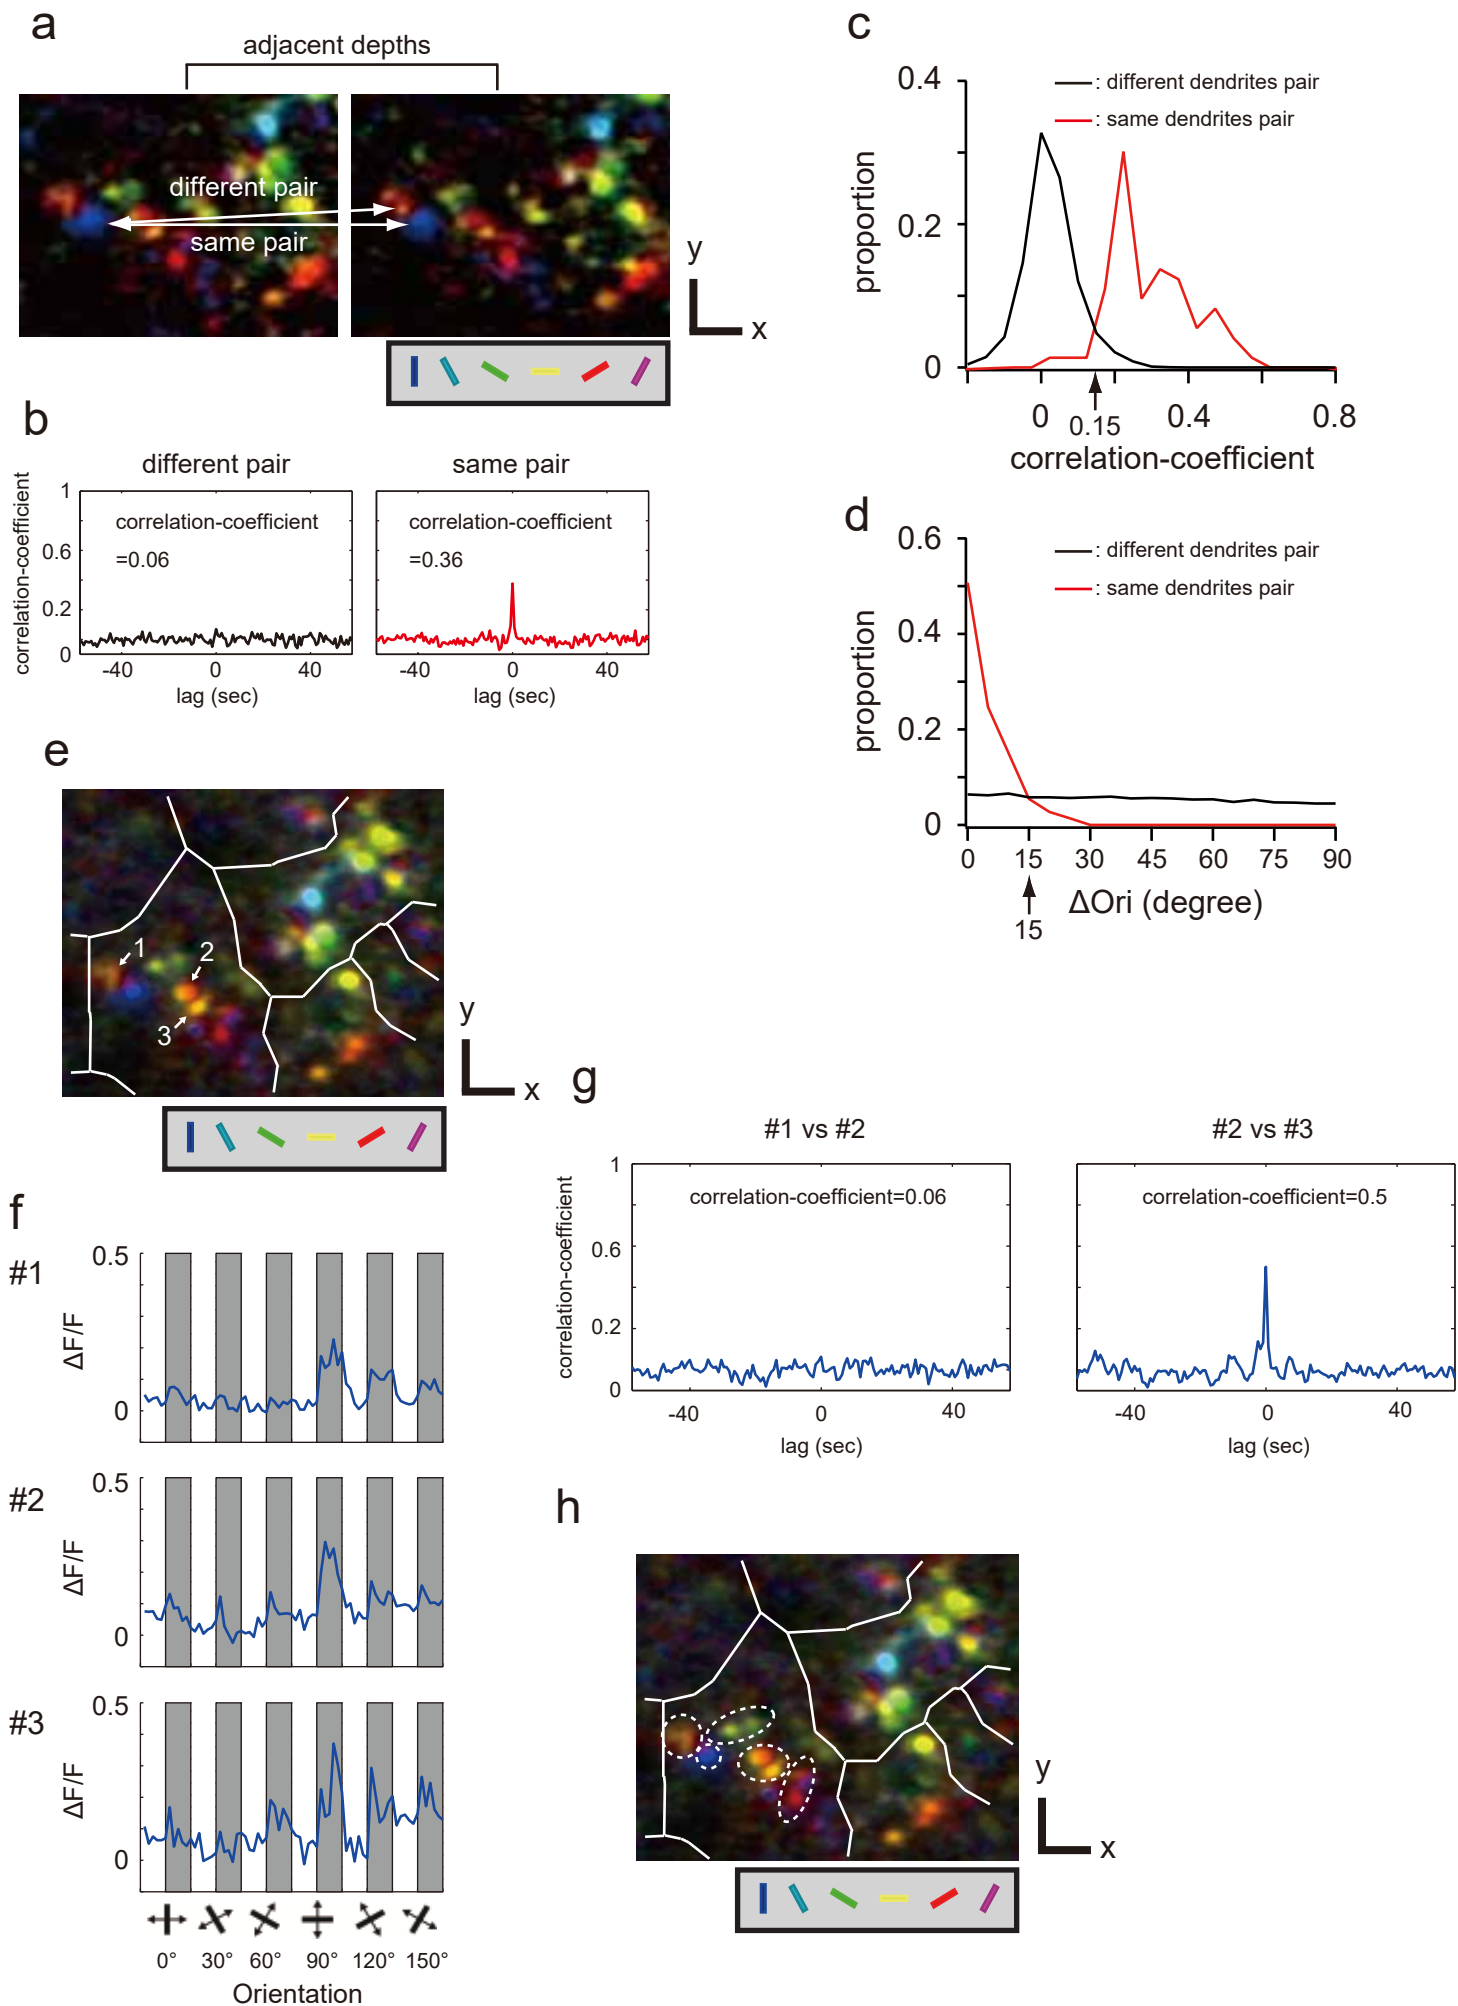 a
adjacent depths
different pair
same pair
y
x
b
different pair
same pair
correlation-coefficient
1
0.6
0.2
0
correlation-coefficient
=0.06
correlation-coefficient
=0.36
-40
0
40
-40
0
40
lag (sec)
lag (sec)
c
0.4
0.2
0
proportion
: different dendrites pair
: same dendrites pair
0
0.15
0.4
0.8
correlation-coefficient
d
0.6
0.4
0.2
0
proportion
: different dendrites pair
: same dendrites pair
0
15
30
45
60
75
90
15
ΔOri (degree)
e
1
2
3
y
x
f
#1
0.5
0
ΔF/F
#2
0.5
0
ΔF/F
#3
0.5
0
ΔF/F
0°
30°
60°
90°
120°
150°
Orientation
g
#1 vs #2
#2 vs #3
correlation-coefficient
1
0.6
0.2
0
correlation-coefficient=0.06
correlation-coefficient=0.5
-40
0
40
-40
0
40
lag (sec)
lag (sec)
h
y
x